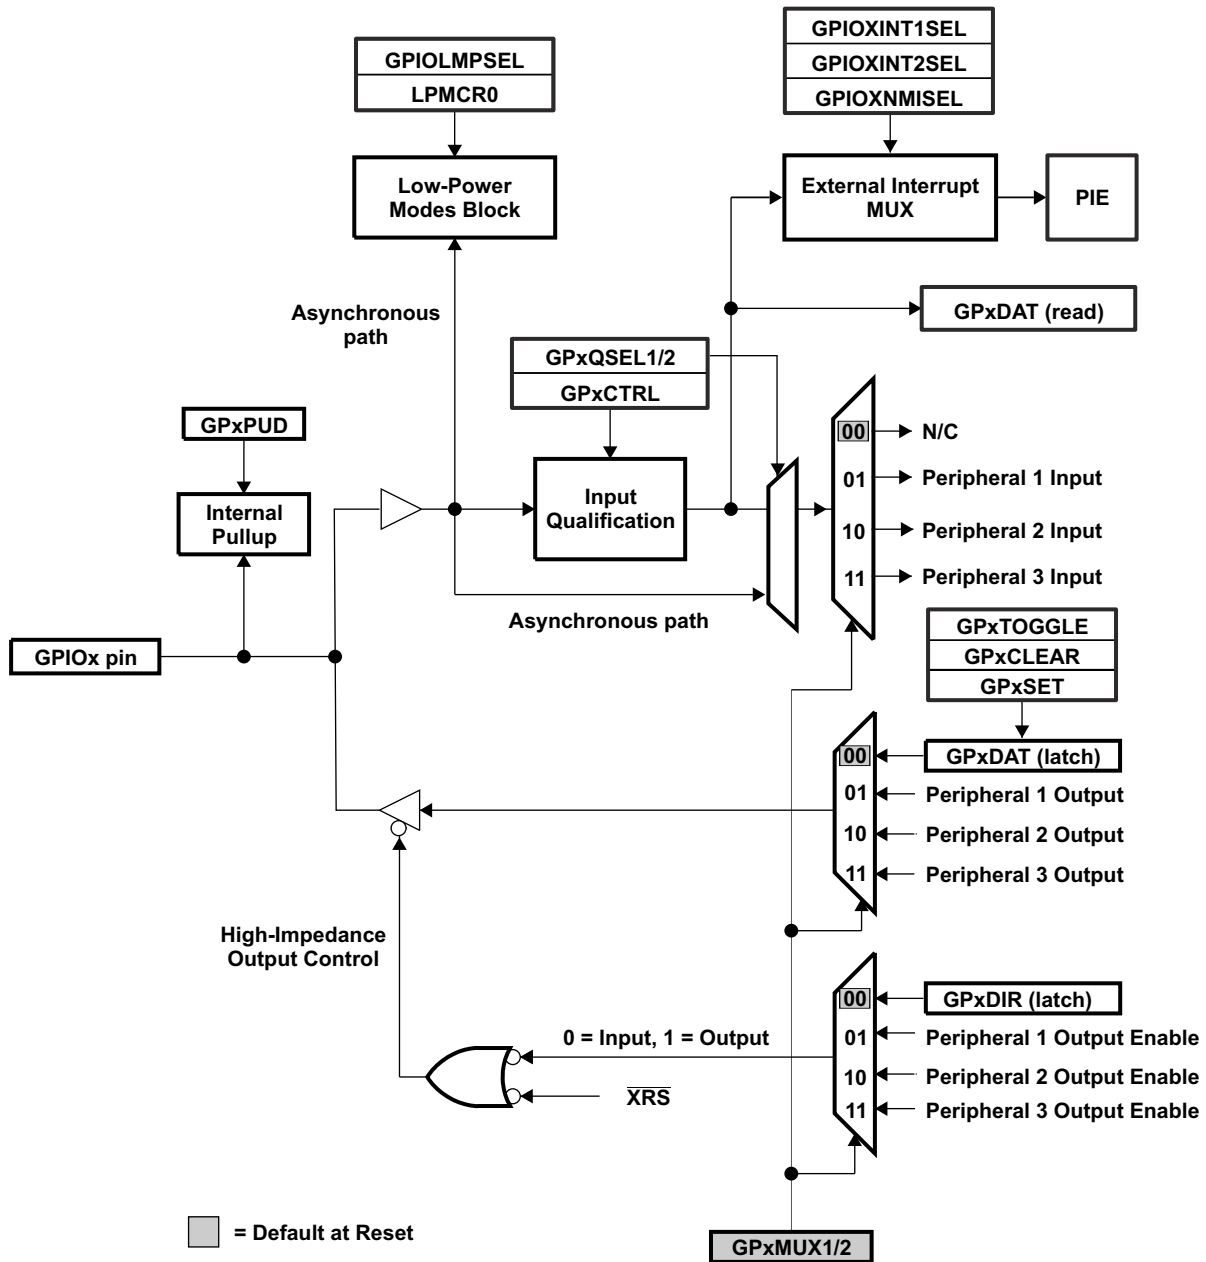 GPIOXINT1SEL
GPIOXINT2SEL
GPIOXNMISEL
GPIOLMPSEL
LPMCR0
Low-Power
Modes Block
External Interrupt
MUX
PIE
Asynchronous
path
GPxDAT (read)
GPxQSEL1/2
GPxCTRL
GPxPUD
Internal
Pullup
Input
Qualification
00
N/C
01
Peripheral 1 Input
10
Peripheral 2 Input
11
Peripheral 3 Input
Asynchronous path
GPIOx pin
GPxTOGGLE
GPxCLEAR
GPxSET
00
GPxDAT (latch)
01
Peripheral 1 Output
10
Peripheral 2 Output
11
Peripheral 3 Output
High-Impedance
Output Control
00
GPxDIR (latch)
0 = Input, 1 = Output
01
Peripheral 1 Output Enable
10
Peripheral 2 Output Enable
XRS
11
Peripheral 3 Output Enable
= Default at Reset
GPxMUX1/2